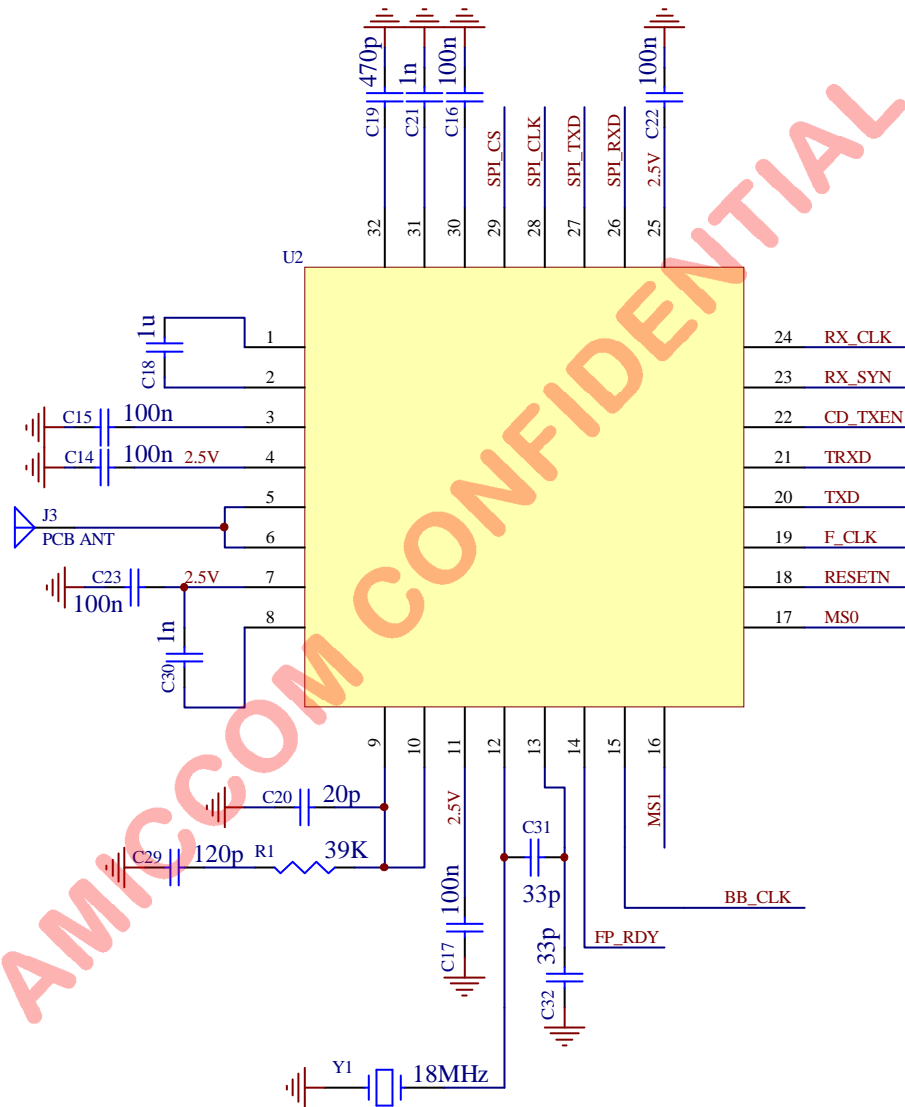 470p
1n
100n
100n
C19
C21
C16
C22
SPI_CS
SPI_CLK
SPI_TXD
SPI_RXD
2.5V
32
31
30
29
28
27
26
25
U2
1u
C18
1
2
C15
100n
3
C14
100n
2.5V
4
J3
PCB ANT
5
6
C23
100n
2.5V
7
1n
C30
8
24
RX_CLK
23
RX_SYN
22
CD_TXEN
21
TRXD
20
TXD
19
F_CLK
18
RESETN
17
MS0
9
10
11
12
13
14
15
16
C20
20p
2.5V
MS1
C29
120p
R1
39K
C31
33p
100n
C17
BB_CLK
FP_RDY
33p
C32
Y1
18MHz
AMICCOM CONFIDENTIAL